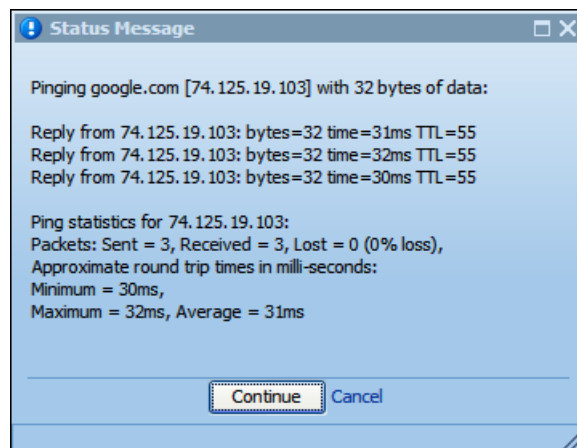 Status Message
Pinging google.com [74.125.19.103] with 32 bytes of data:
Reply from 74.125.19.103: bytes=32 time=31ms TTL=55
Reply from 74.125.19.103: bytes=32 time=32ms TTL=55
Reply from 74.125.19.103: bytes=32 time=30ms TTL=55
Ping statistics for 74.125.19.103:
Packets: Sent = 3, Received = 3, Lost = 0 (0% loss),
Approximate round trip times in milli-seconds:
Minimum = 30ms,
Maximum = 32ms, Average = 31ms
Continue Cancel